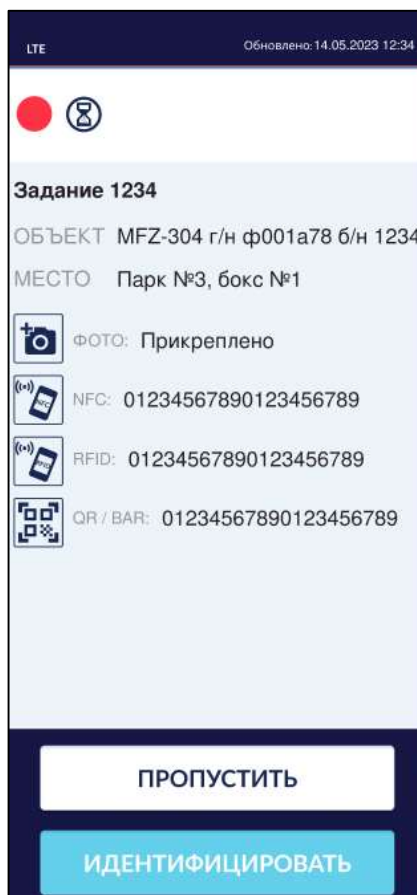 LTE Обновлено: 14.05.2023 12:34
Задание 1234
ОБЪЕКТ MFZ-304 г/н ф001а78 б/н 1234
МЕСТО Парк №3, бокс №1
ФОТО: Прикреплено
NFC: 01234567890123456789
RFID: 01234567890123456789
QR / BAR: 01234567890123456789
ПРОПУСТИТЬ
ИДЕНТИФИЦИРОВАТЬ